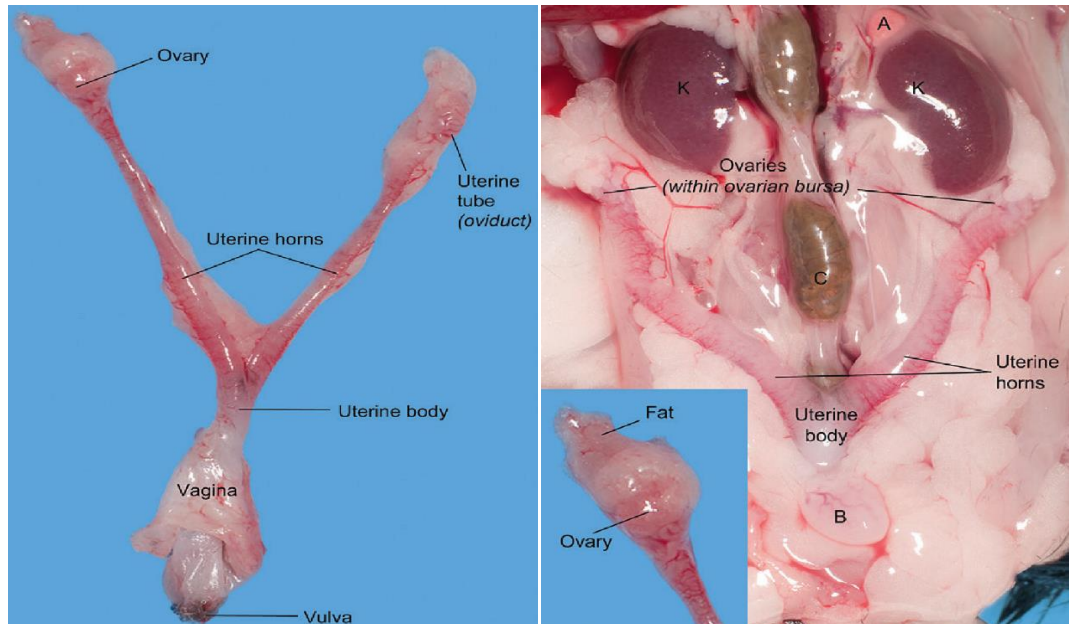 Ovary
Uterine
tube
(oviduct)
Uterine horns
Uterine body
Vagina
Vulva
A
K
K
Ovaries
(within ovarian bursa)
C
Uterine
horns
Uterine
body
B
Fat
Ovary